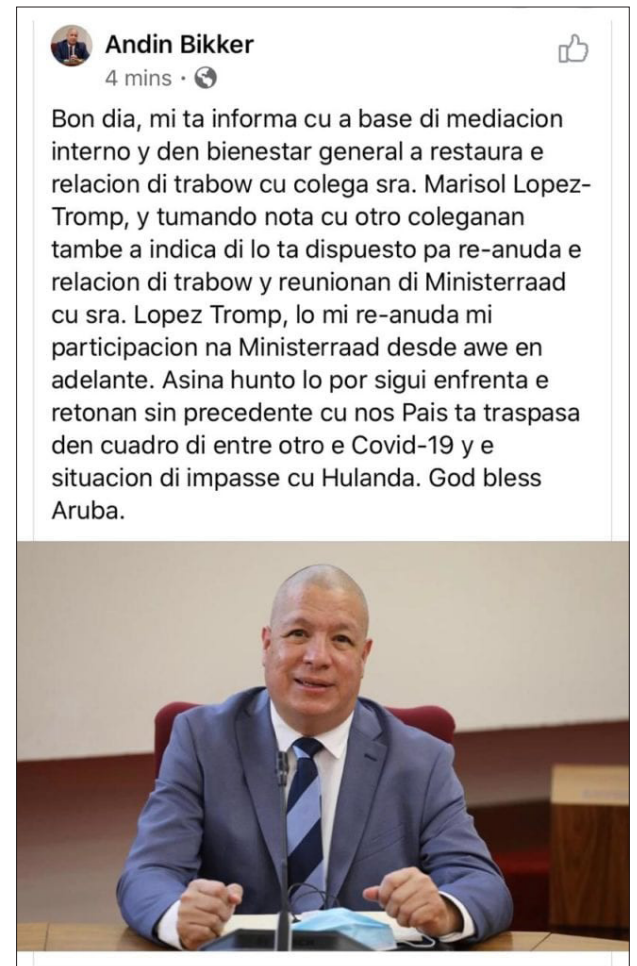 Andin Bikker
4 mins ·
Bon dia, mi ta informa cu a base di mediacion
interno y den bienestar general a restaura e
relacion di trabow cu colega sra. Marisol Lopez-
Tromp, y tumando nota cu otro coleganan
tambe a indica di lo ta dispuesto pa re-anuda e
relacion di trabow y reunionan di Ministerraad
cu sra. Lopez Tromp, lo mi re-anuda mi
participacion na Ministerraad desde awe en
adelante. Asina hunto lo por sigui enfrenta e
retonan sin precedente cu nos Pais ta traspasa
den cuadro di entre otro e Covid-19 y e
situacion di impasse cu Hulanda. God bless
Aruba.